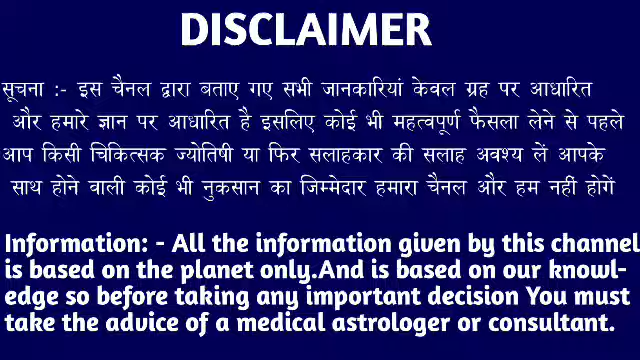 DISCLAIMER
सूचना :- इस चैनल द्वारा बताए गए सभी जानकारियां केवल ग्रह पर आधारित
और हमारे ज्ञान पर आधारित है इसलिए कोई भी महत्वपूर्ण फैसला लेने से पहले
आप किसी चिकित्सक ज्योतिषी या फिर सलाहकार की सलाह अवश्य लें आपके
साथ होने वाली कोई भी नुकसान का जिम्मेदार हमारा चैनल और हम नहीं होगें
Information: - All the information given by this channel
is based on the planet only.And is based on our knowl-
edge so before taking any important decision You must
take the advice of a medical astrologer or consultant.